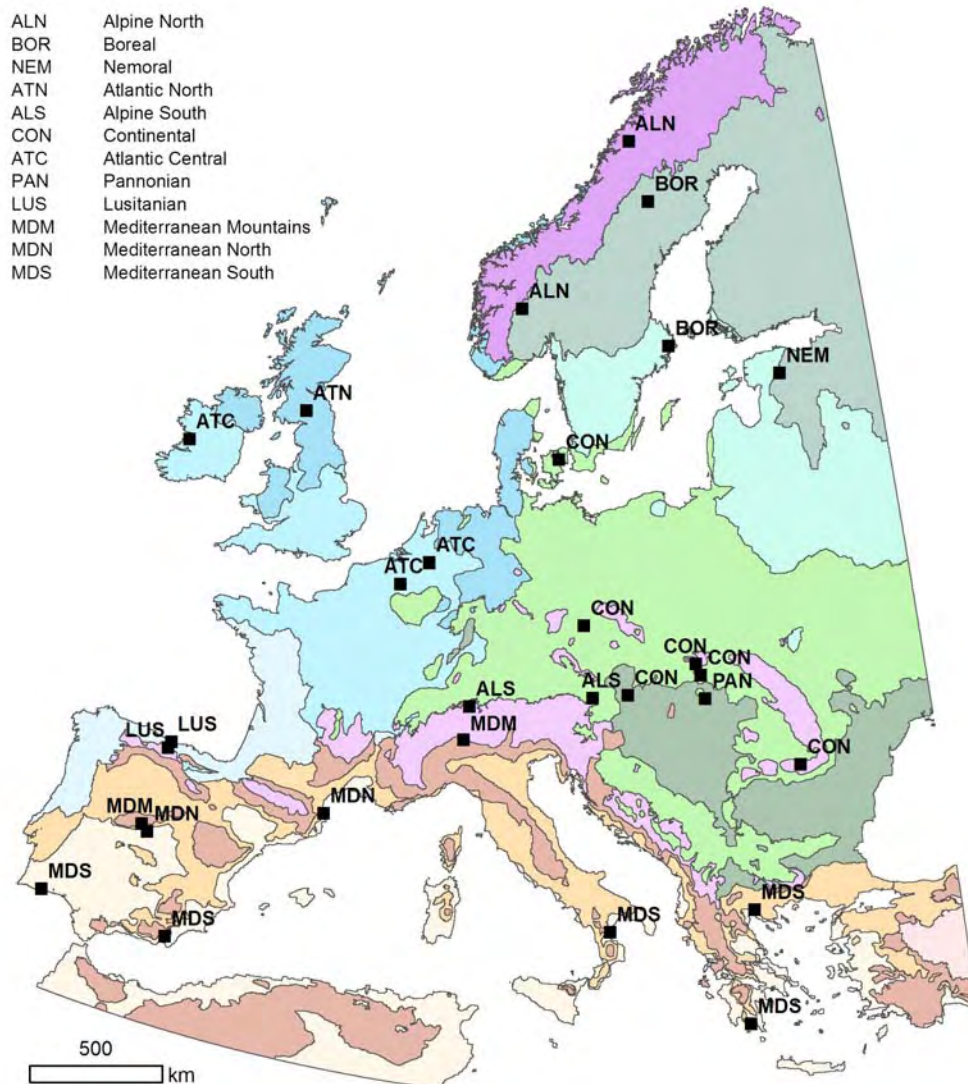 ALN Alpine North
BOR Boreal
NEM Nemoral
ATN Atlantic North
ALS Alpine South
CON Continental
ATC Atlantic Central
PAN Pannonian
LUS Lusitanian
MDM Mediterranean Mountains
MDN Mediterranean North
MDS Mediterranean South
ALN
BOR
ALN
BOR
NEM
ATN
ATC
CON
ATC
ATC
CON
CON
CON
ALS
CON
PAN
ALS
MDM
LUS
LUS
CON
MDN
MDM
MDN
MDS
MDS
MDS
MDS
MDS
500
km